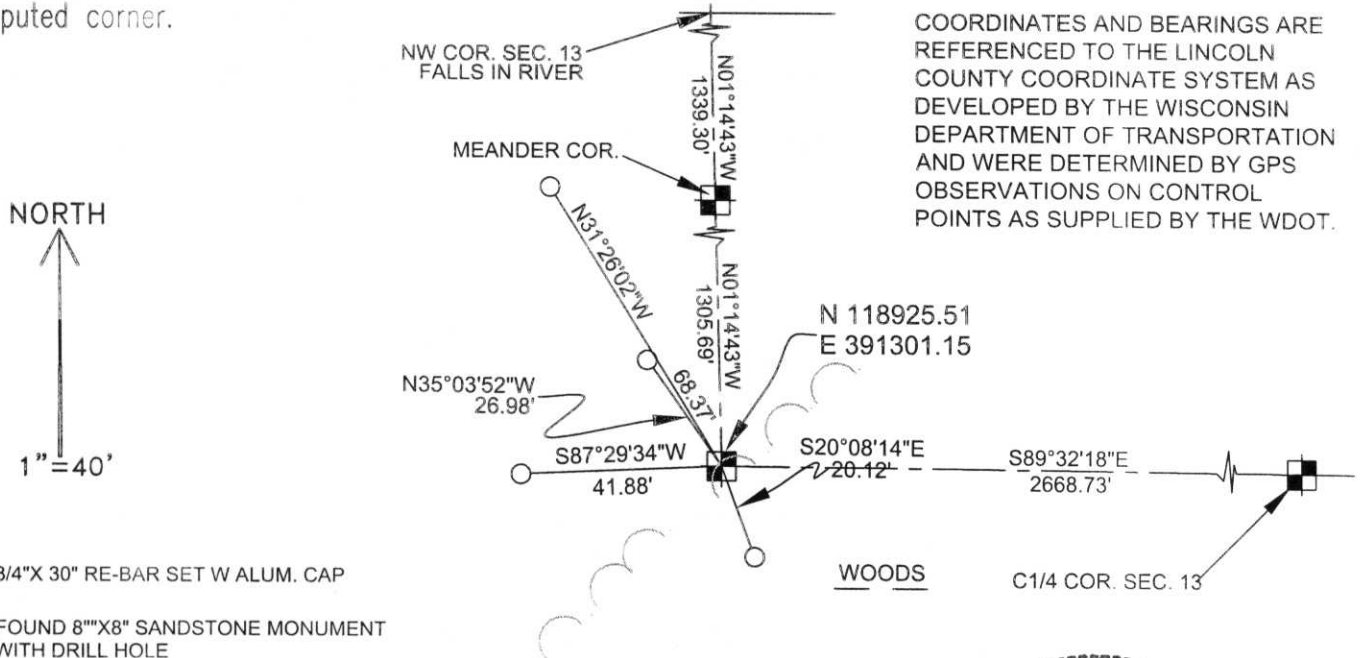 puted corner.
NW COR. SEC. 13
FALLS IN RIVER
N01°14'43"W
1339.30'
COORDINATES AND BEARINGS ARE
REFERENCED TO THE LINCOLN
COUNTY COORDINATE SYSTEM AS
DEVELOPED BY THE WISCONSIN
DEPARTMENT OF TRANSPORTATION
AND WERE DETERMINED BY GPS
OBSERVATIONS ON CONTROL
POINTS AS SUPPLIED BY THE WDOT.
MEANDER COR.
NORTH
1"=40'
N31°26'02"W
68.37'
N01°14'43"W
1305.69'
N 118925.51
E 391301.15
N35°03'52"W
26.98'
S87°29'34"W
41.88'
S20°08'14"E
20.12'
S89°32'18"E
2668.73'
3/4"X 30" RE-BAR SET W ALUM. CAP
WOODS
C1/4 COR. SEC. 13
FOUND 8""X8" SANDSTONE MONUMENT
WITH DRILL HOLE